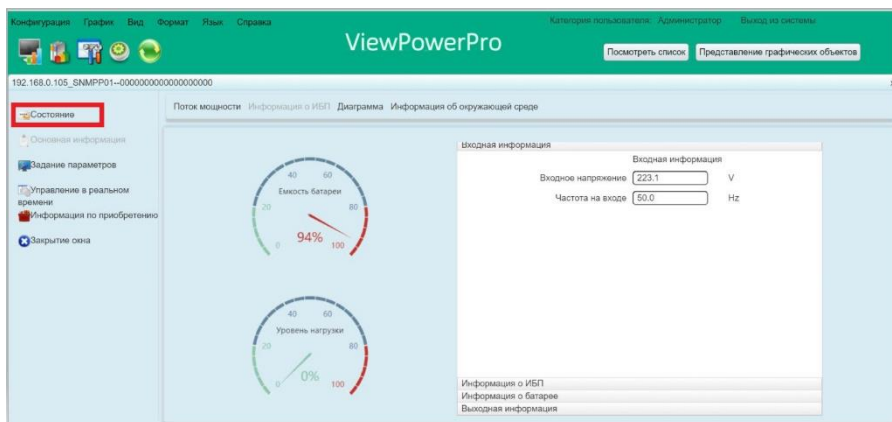 Конфигурация График Вид Формат Язык Справка
Категория пользователя: Администратор Выход из системы
ViewPowerPro
Посмотреть список Представление графических объектов
192.168.0.105_SNMPP01--0000000000000000000
Состояние
Основная информация
Задание параметров
Управление в реальном
времени
Информация по приобретению
Закрытие окна
Поток мощности Информация о ИБП Диаграмма Информация об окружающей среде
40 60
Емкость батареи
20 80
94%
0 100
40 60
Уровень нагрузки
20 80
0%
0 100
Входная информация
Входная информация
Входное напряжение 223.1 V
Частота на входе 50.0 Hz
Информация о ИБП
Информация о батарее
Выходная информация